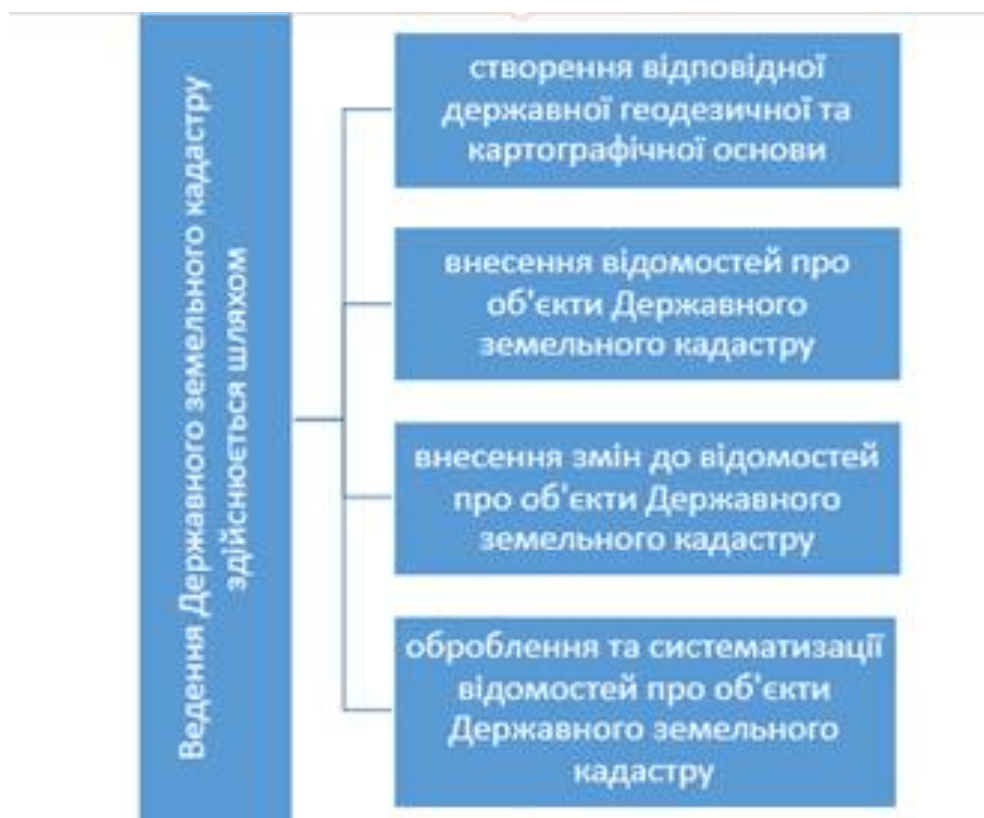 Ведення Державного земельного кадастру
здійснюється шляхом
створення відповідної
державної геодезичної та
картографічної основи
внесення відомостей про
об'єкти Державного
земельного кадастру
внесення змін до відомостей
про об'єкти Державного
земельного кадастру
оброблення та систематизації
відомостей про об'єкти
Державного земельного
кадастру